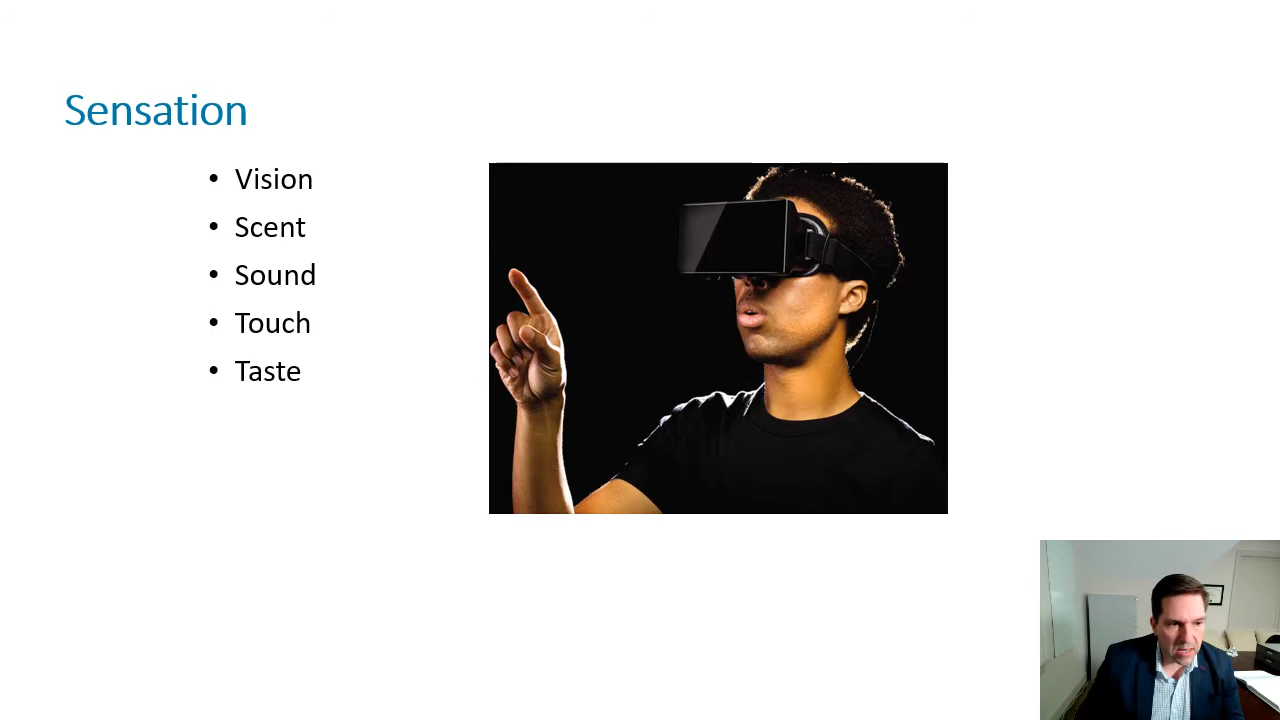 Sensation
• Vision
• Scent
• Sound
• Touch
• Taste